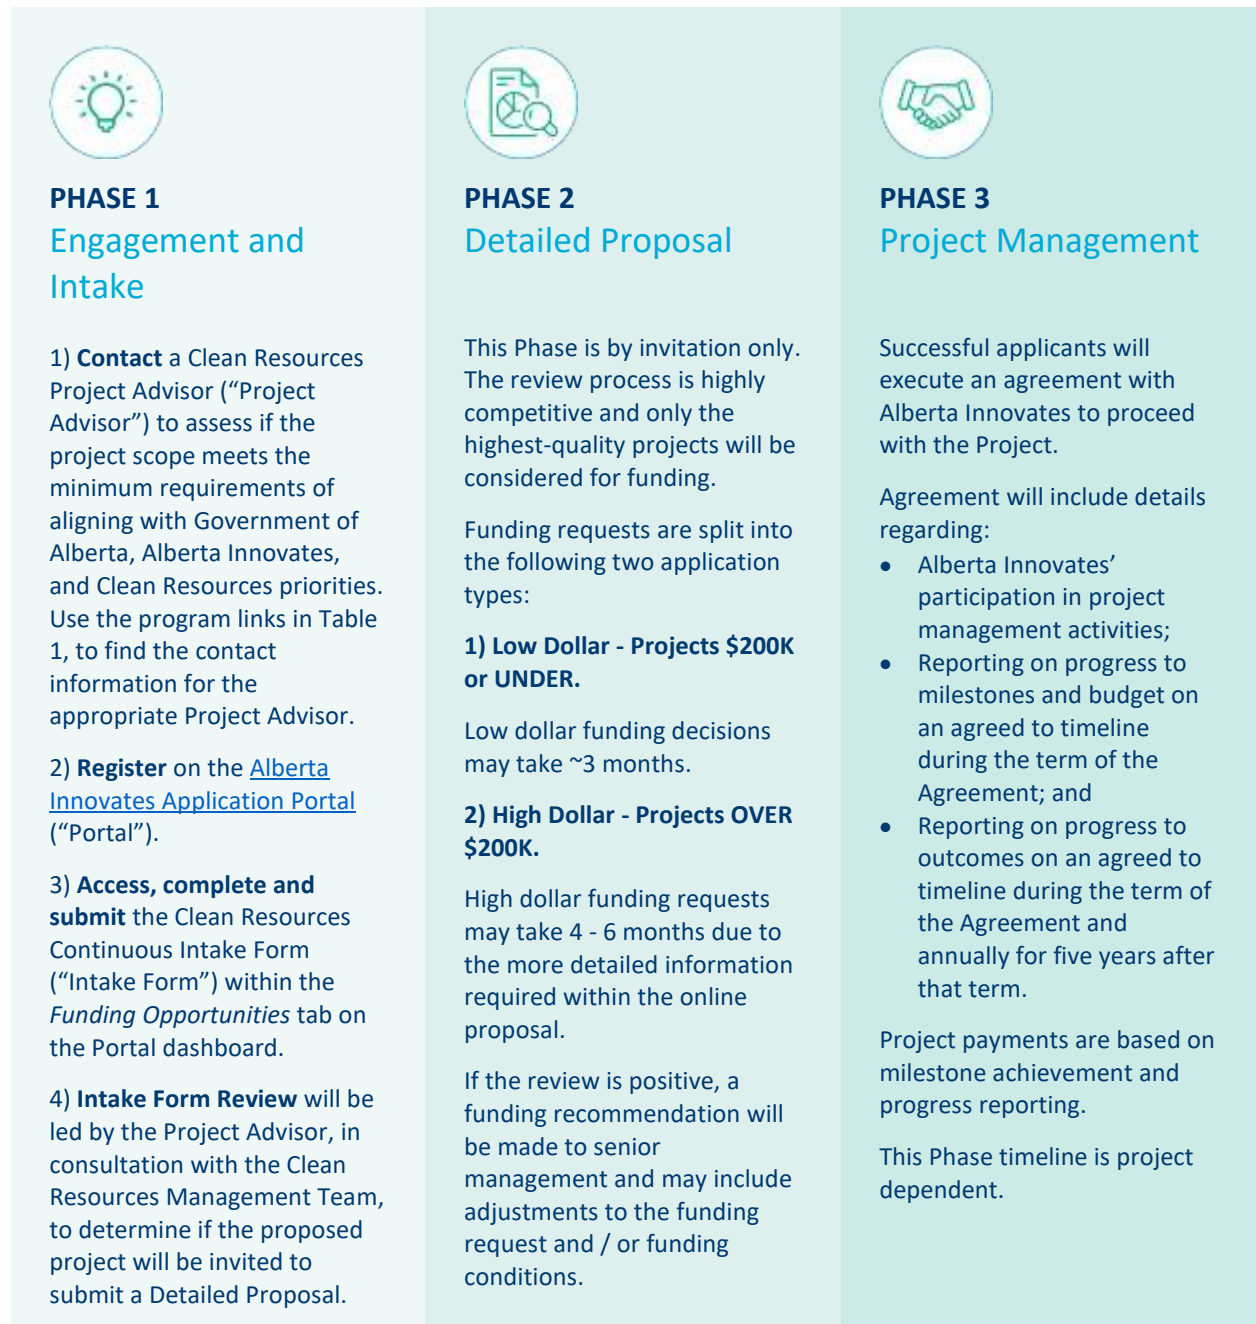 PHASE 1
Engagement and
Intake
1) Contact a Clean Resources
Project Advisor (“Project
Advisor”) to assess if the
project scope meets the
minimum requirements of
aligning with Government of
Alberta, Alberta Innovates,
and Clean Resources priorities.
Use the program links in Table
1, to find the contact
information for the
appropriate Project Advisor.
2) Register on the Alberta
Innovates Application Portal
(“Portal”).
3) Access, complete and
submit the Clean Resources
Continuous Intake Form
(“Intake Form”) within the
Funding Opportunities tab on
the Portal dashboard.
4) Intake Form Review will be
led by the Project Advisor, in
consultation with the Clean
Resources Management Team,
to determine if the proposed
project will be invited to
submit a Detailed Proposal.
PHASE 2
Detailed Proposal
This Phase is by invitation only.
The review process is highly
competitive and only the
highest-quality projects will be
considered for funding.
Funding requests are split into
the following two application
types:
1) Low Dollar - Projects $200K
or UNDER.
Low dollar funding decisions
may take ~3 months.
2) High Dollar - Projects OVER
$200K.
High dollar funding requests
may take 4 - 6 months due to
the more detailed information
required within the online
proposal.
If the review is positive, a
funding recommendation will
be made to senior
management and may include
adjustments to the funding
request and / or funding
conditions.
PHASE 3
Project Management
Successful applicants will
execute an agreement with
Alberta Innovates to proceed
with the Project.
Agreement will include details
regarding:
• Alberta Innovates’
participation in project
management activities;
• Reporting on progress to
milestones and budget on
an agreed to timeline
during the term of the
Agreement; and
• Reporting on progress to
outcomes on an agreed to
timeline during the term of
the Agreement and
annually for five years after
that term.
Project payments are based on
milestone achievement and
progress reporting.
This Phase timeline is project
dependent.